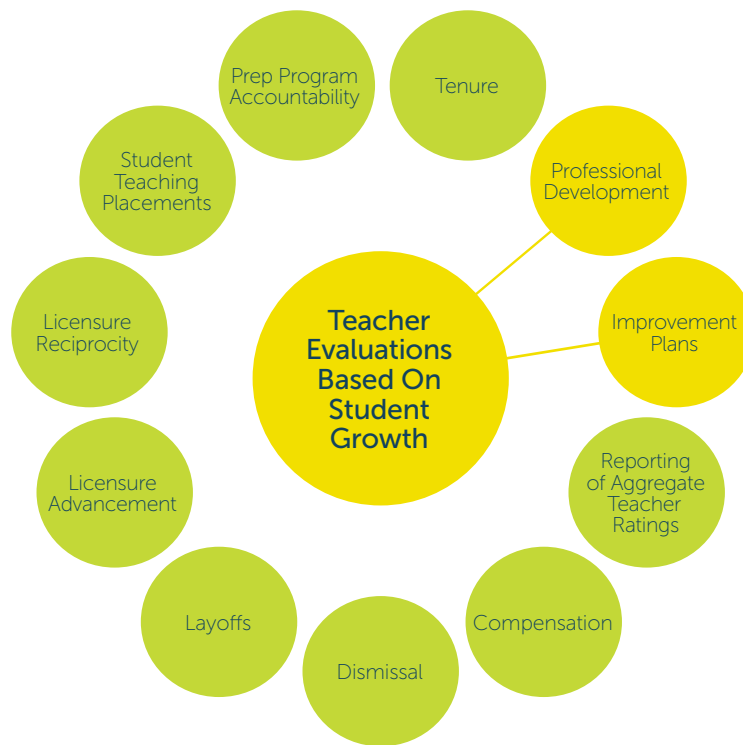 Prep Program
Accountability
Tenure
Student
Teaching
Placements
Professional
Development
Licensure
Reciprocity
Teacher
Evaluations
Based On
Student
Growth
Improvement
Plans
Licensure
Advancement
Reporting
of Aggregate
Teacher
Ratings
Layoffs
Compensation
Dismissal